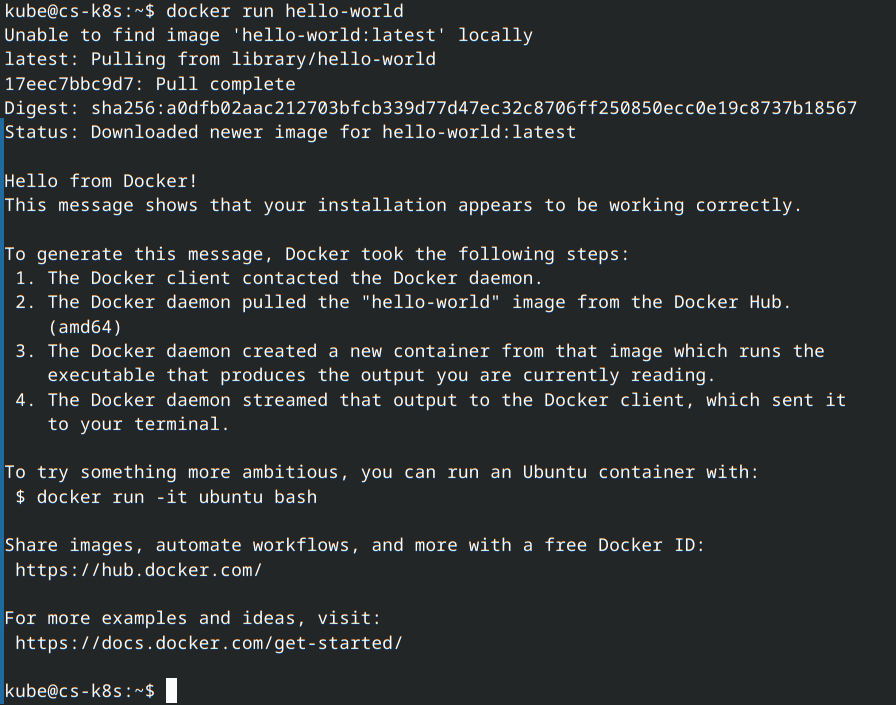 kube@cs-k8s:~$ docker run hello-world
Unable to find image 'hello-world:latest' locally
latest: Pulling from library/hello-world
17eec7bbc9d7: Pull complete
Digest: sha256:a0dfb02aac212703bfcb339d77d47ec32c8706ff250850ecc0e19c8737b18567
Status: Downloaded newer image for hello-world:latest

Hello from Docker!
This message shows that your installation appears to be working correctly.

To generate this message, Docker took the following steps:
 1. The Docker client contacted the Docker daemon.
 2. The Docker daemon pulled the "hello-world" image from the Docker Hub.
    (amd64)
 3. The Docker daemon created a new container from that image which runs the
    executable that produces the output you are currently reading.
 4. The Docker daemon streamed that output to the Docker client, which sent it
    to your terminal.

To try something more ambitious, you can run an Ubuntu container with:
 $ docker run -it ubuntu bash

Share images, automate workflows, and more with a free Docker ID:
 https://hub.docker.com/

For more examples and ideas, visit:
 https://docs.docker.com/get-started/

kube@cs-k8s:~$